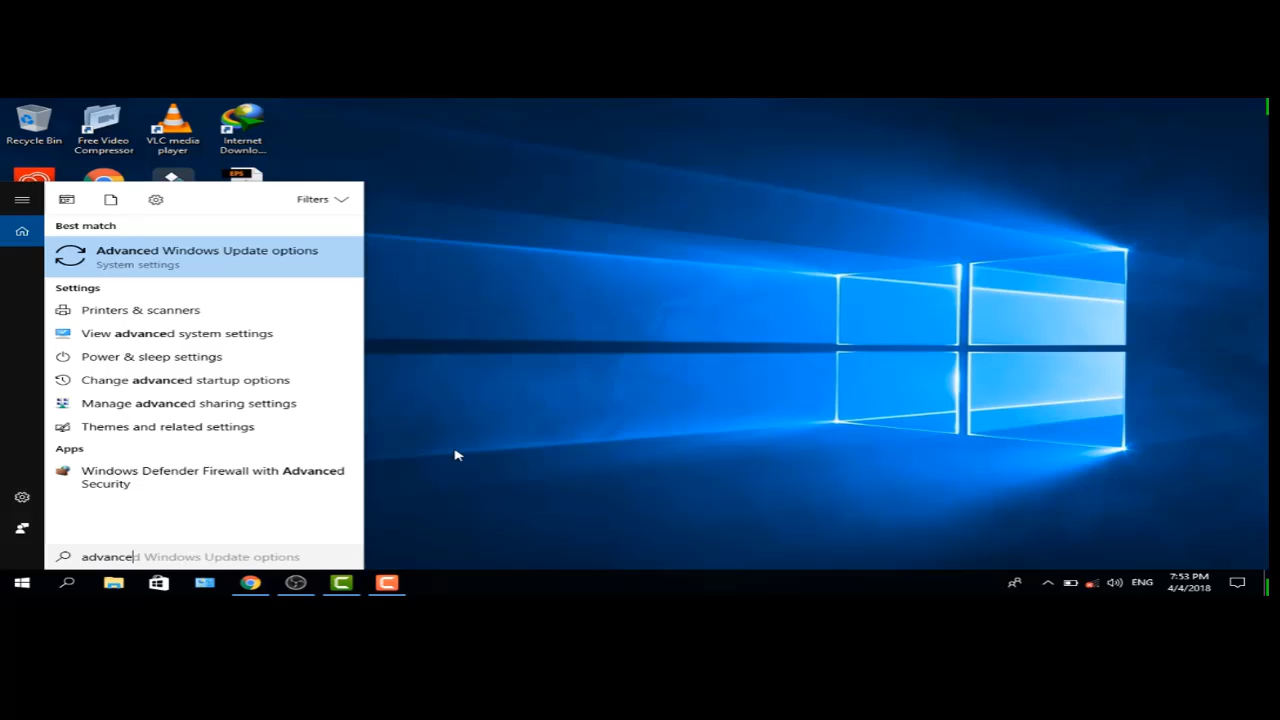 Recycle Bin
Free Video
Compressor
VLC media
player
Internet
Downlo...
EPS
Filters
Best match
Advanced Windows Update options
System settings
Settings
Printers & scanners
View advanced system settings
Power & sleep settings
Change advanced startup options
Manage advanced sharing settings
Themes and related settings
Apps
Windows Defender Firewall with Advanced
Security
advanced Windows Update options
ENG
7:53 PM
4/4/2018